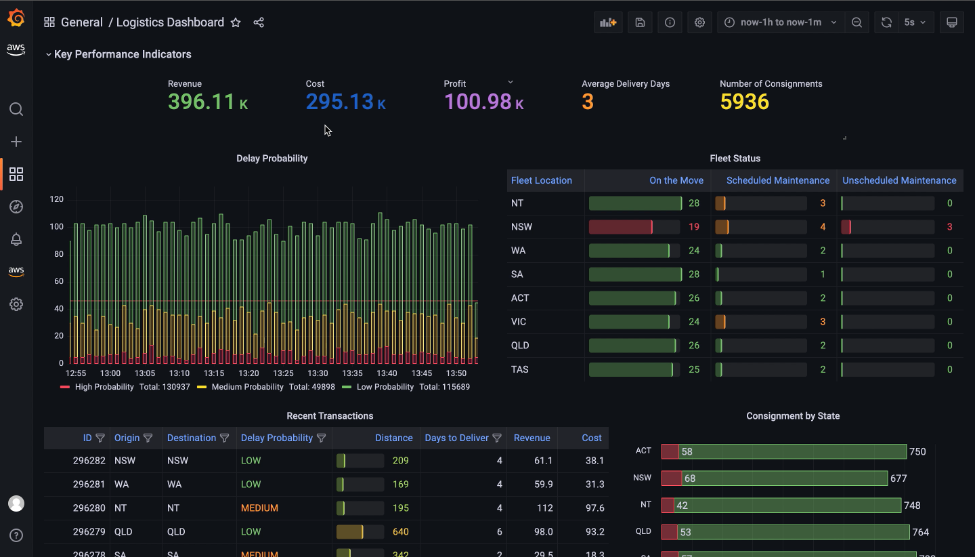 General / Logistics Dashboard
now-1h to now-1m
5s
aws
Key Performance Indicators
Revenue
396.11 K
Cost
295.13 K
Profit
100.98 K
Average Delivery Days
3
Number of Consignments
5936
aws
Delay Probability
120
100
80
60
40
20
0
12:55 13:00 13:05 13:10 13:15 13:20 13:25 13:30 13:35 13:40 13:45 13:50
High Probability Total: 130937 Medium Probability Total: 49898 Low Probability Total: 115689
Fleet Status
Fleet Location On the Move Scheduled Maintenance Unscheduled Maintenance
NT 28 3 0
NSW 19 4 3
WA 24 2 0
SA 28 1 0
ACT 26 2 0
VIC 24 3 0
QLD 26 2 0
TAS 25 2 0
Recent Transactions
ID Origin Destination Delay Probability Distance Days to Deliver Revenue Cost
296282 NSW NSW LOW 209 4 61.1 38.1
296281 WA WA LOW 169 4 59.9 31.3
296280 NT NT MEDIUM 195 4 112 97.6
296279 QLD QLD LOW 640 6 98.0 93.2
296278 SA SA MEDIUM 342 2 29.5 18.3
Consignment by State
ACT 58 750
NSW 68 677
NT 42 748
QLD 53 764